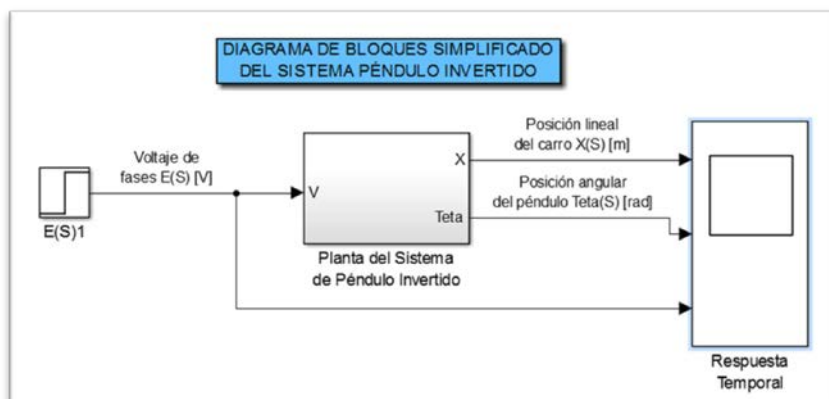 DIAGRAMA DE BLOQUES SIMPLIFICADO
DEL SISTEMA PÉNDULO INVERTIDO
Voltaje de
fases E(S) [V]
E(S)1
V
X
Teta
Planta del Sistema
de Péndulo Invertido
Posición lineal
del carro X(S) [m]
Posición angular
del péndulo Teta(S) [rad]
Respuesta
Temporal